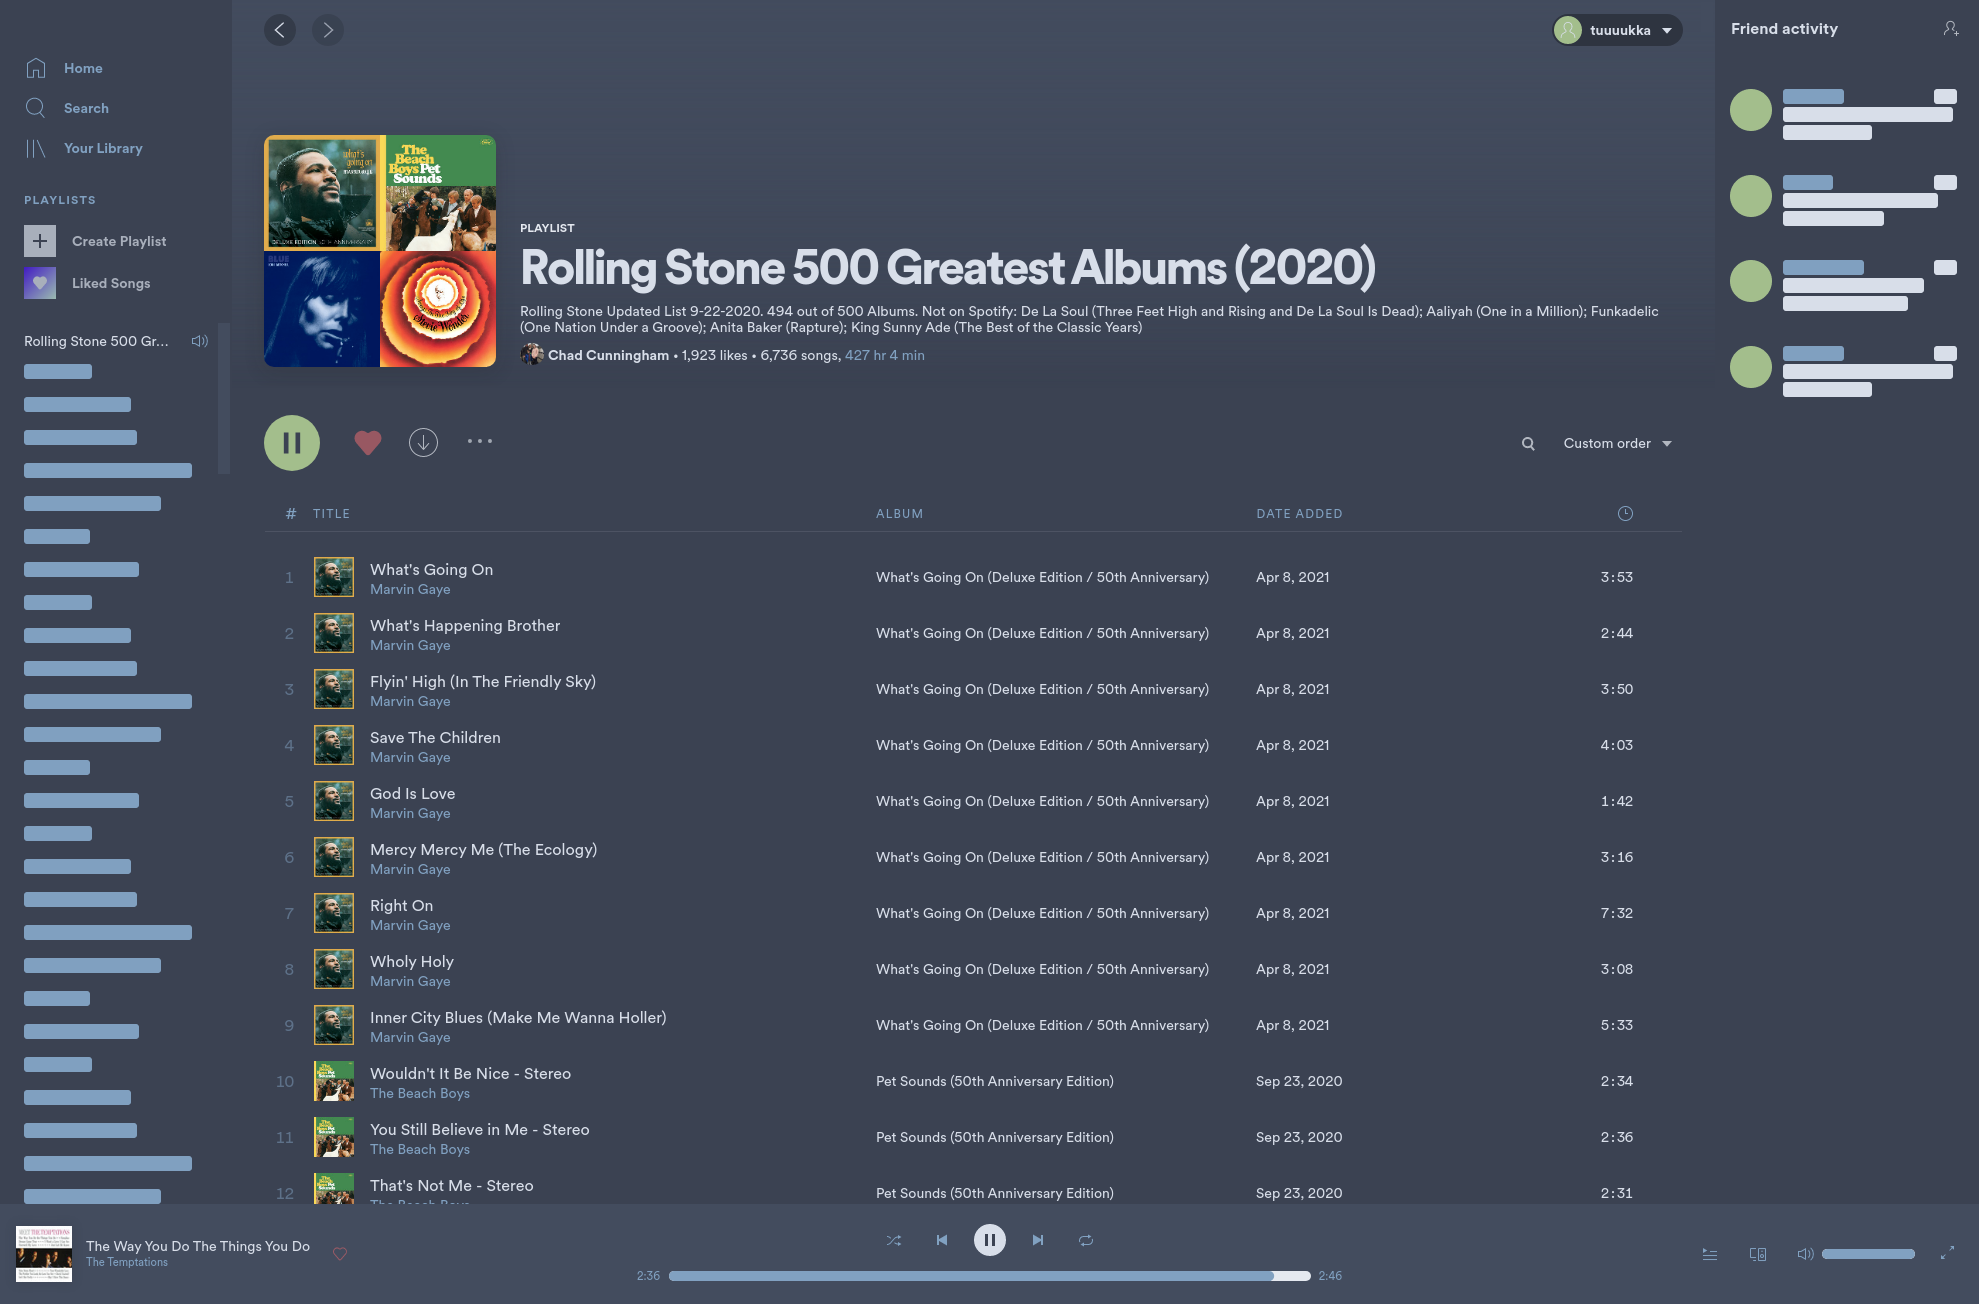 tuuuukka
Friend activity
Home
Search
Your Library
PLAYLISTS
Create Playlist
Liked Songs
Rolling Stone 500 Gr...
what's going on
The Beach Boys Pet Sounds
DELUXE EDITION
BLUE
Stevie Wonder
PLAYLIST
Rolling Stone 500 Greatest Albums (2020)
Rolling Stone Updated List 9-22-2020. 494 out of 500 Albums. Not on Spotify: De La Soul (Three Feet High and Rising and De La Soul Is Dead); Aaliyah (One in a Million); Funkadelic
(One Nation Under a Groove); Anita Baker (Rapture); King Sunny Ade (The Best of the Classic Years)
Chad Cunningham • 1,923 likes • 6,736 songs, 427 hr 4 min
Custom order
# TITLE ALBUM DATE ADDED
1 What's Going On What's Going On (Deluxe Edition / 50th Anniversary) Apr 8, 2021 3:53
Marvin Gaye
2 What's Happening Brother What's Going On (Deluxe Edition / 50th Anniversary) Apr 8, 2021 2:44
Marvin Gaye
3 Flyin' High (In The Friendly Sky) What's Going On (Deluxe Edition / 50th Anniversary) Apr 8, 2021 3:50
Marvin Gaye
4 Save The Children What's Going On (Deluxe Edition / 50th Anniversary) Apr 8, 2021 4:03
Marvin Gaye
5 God Is Love What's Going On (Deluxe Edition / 50th Anniversary) Apr 8, 2021 1:42
Marvin Gaye
6 Mercy Mercy Me (The Ecology) What's Going On (Deluxe Edition / 50th Anniversary) Apr 8, 2021 3:16
Marvin Gaye
7 Right On What's Going On (Deluxe Edition / 50th Anniversary) Apr 8, 2021 7:32
Marvin Gaye
8 Wholy Holy What's Going On (Deluxe Edition / 50th Anniversary) Apr 8, 2021 3:08
Marvin Gaye
9 Inner City Blues (Make Me Wanna Holler) What's Going On (Deluxe Edition / 50th Anniversary) Apr 8, 2021 5:33
Marvin Gaye
10 Wouldn't It Be Nice - Stereo Pet Sounds (50th Anniversary Edition) Sep 23, 2020 2:34
The Beach Boys
11 You Still Believe in Me - Stereo Pet Sounds (50th Anniversary Edition) Sep 23, 2020 2:36
The Beach Boys
12 That's Not Me - Stereo Pet Sounds (50th Anniversary Edition) Sep 23, 2020 2:31
The Beach Boys
The Way You Do The Things You Do
The Temptations
2:36
2:46